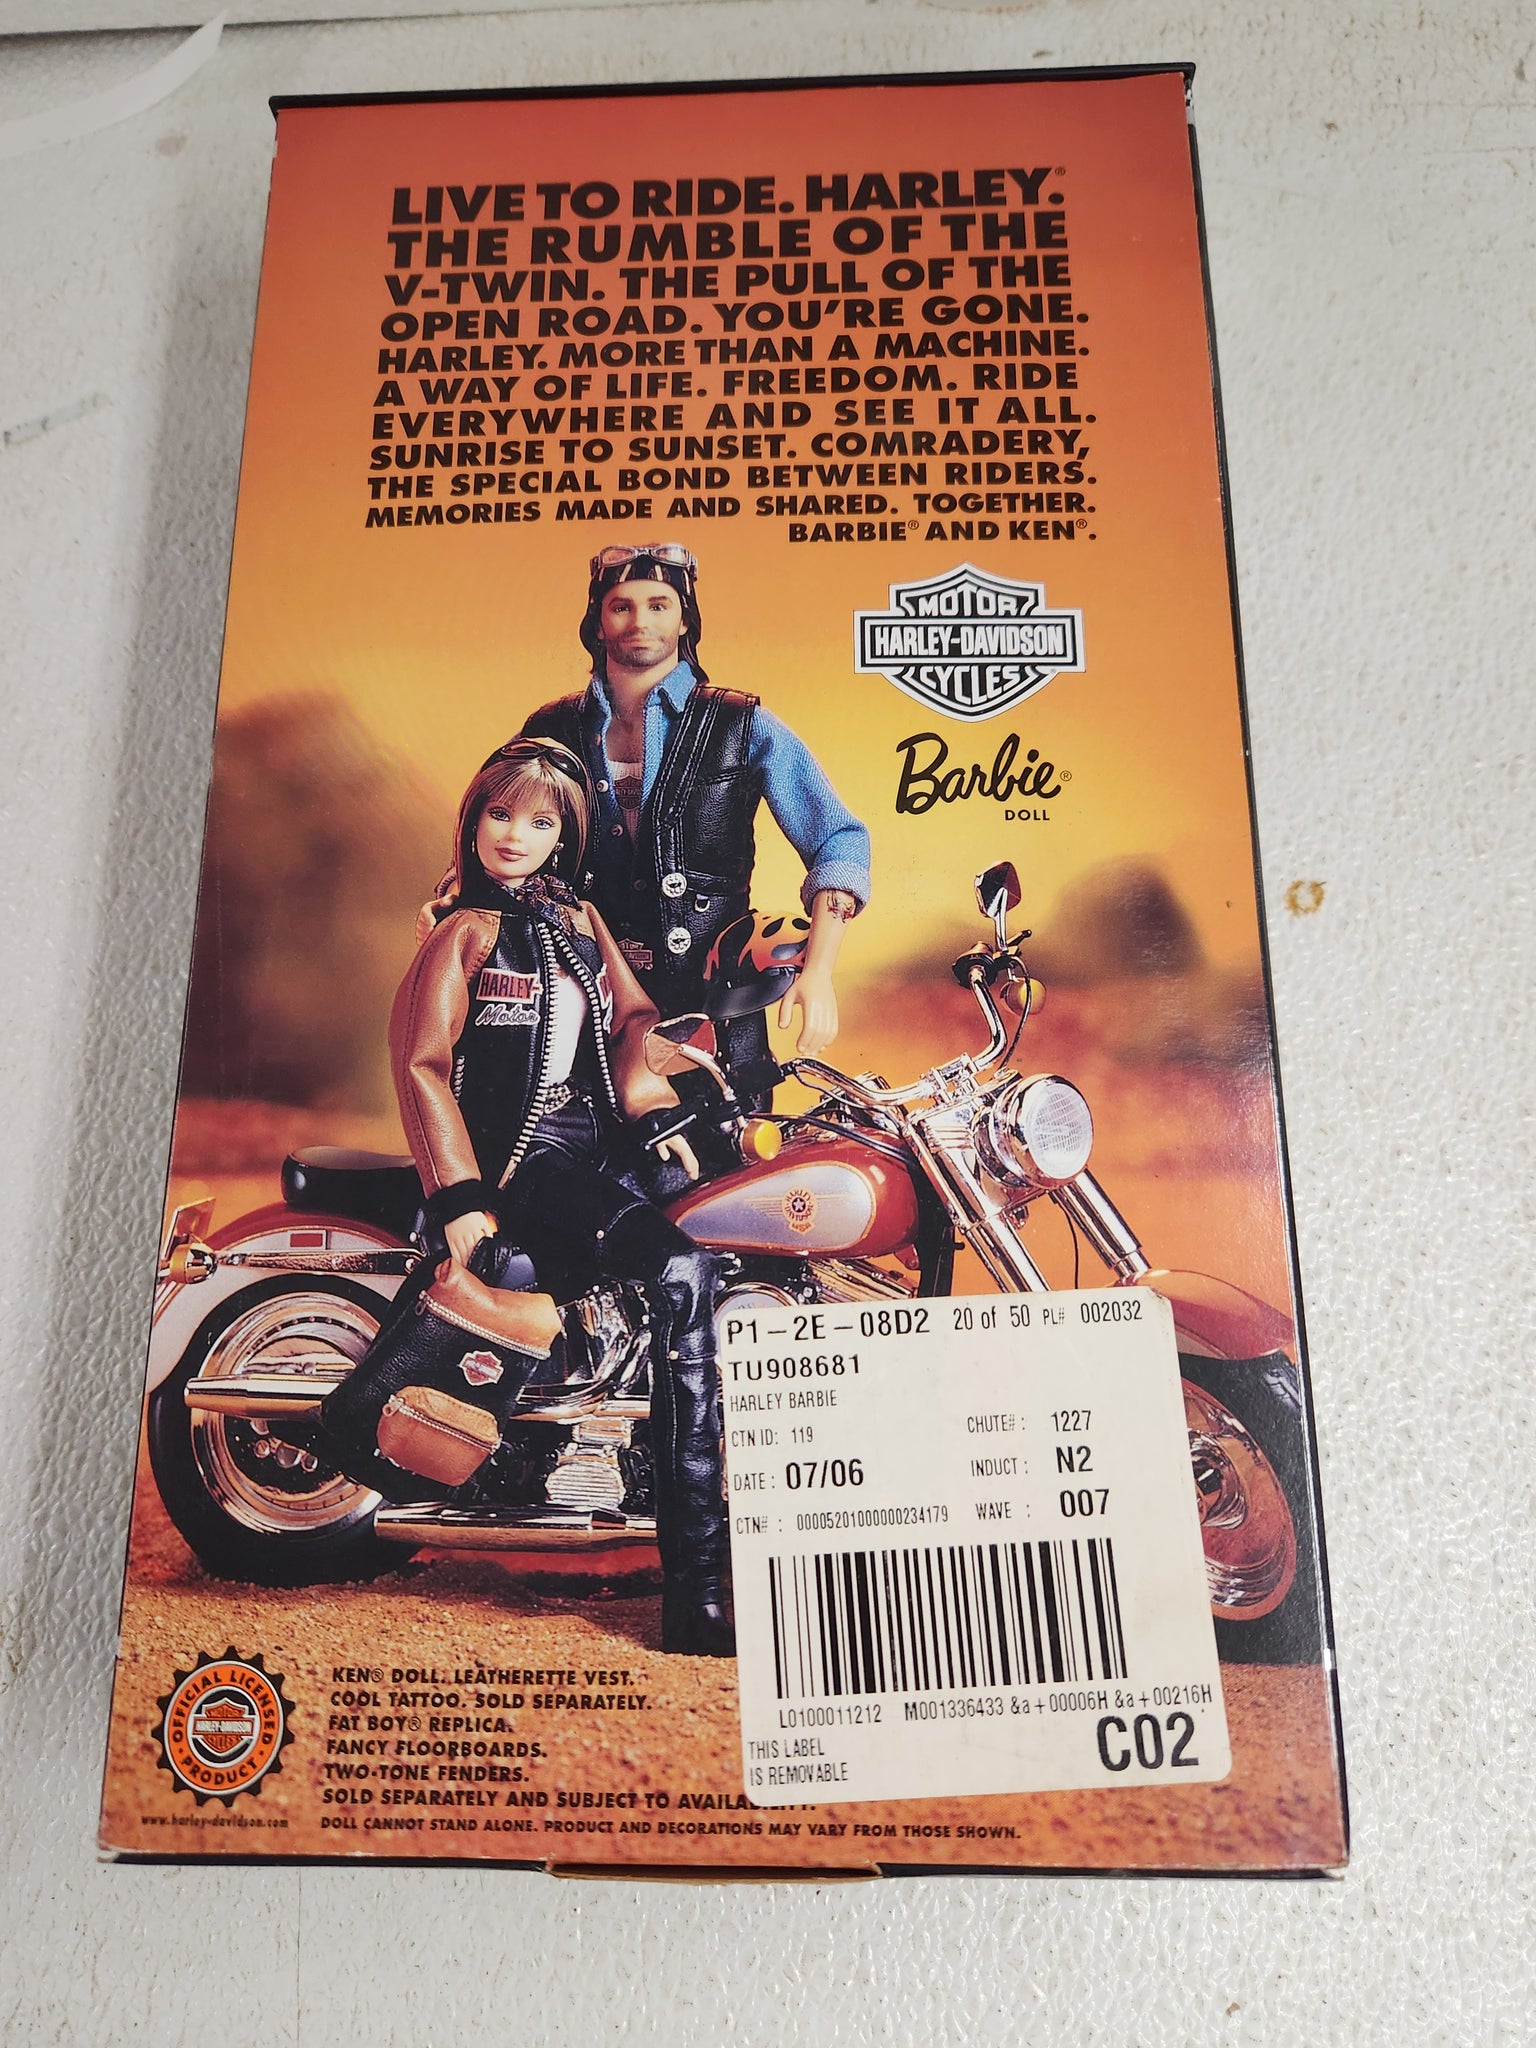 LIVE TO RIDE. HARLEY.®
THE RUMBLE OF THE
V-TWIN. THE PULL OF THE
OPEN ROAD. YOU'RE GONE.
HARLEY. MORE THAN A MACHINE.
A WAY OF LIFE. FREEDOM. RIDE
EVERYWHERE AND SEE IT ALL.
SUNRISE TO SUNSET. COMRADERY,
THE SPECIAL BOND BETWEEN RIDERS.
MEMORIES MADE AND SHARED. TOGETHER.
BARBIE® AND KEN®.
MOTOR
HARLEY-DAVIDSON
CYCLES
Barbie®
DOLL
HARLEY-
Motor
P1-2E-08D2 20 of 50 PL# 002032
TU908681
HARLEY BARBIE
CTN ID: 119 CHUTE#: 1227
DATE: 07/06 INDUCT: N2
CTN# : 00005201000000234179 WAVE : 007
L0100011212 M001336433 &a+00006H &a+00216H
THIS LABEL
IS REMOVABLE
C02
OFFICIAL LICENSED
MOTOR
HARLEY-DAVIDSON
CYCLES
PRODUCT
www.harley-davidson.com
KEN® DOLL. LEATHERETTE VEST.
COOL TATTOO. SOLD SEPARATELY.
FAT BOY® REPLICA.
FANCY FLOORBOARDS.
TWO-TONE FENDERS.
SOLD SEPARATELY AND SUBJECT TO
DOLL CANNOT STAND ALONE. PRODUCT AND DECORATIONS MAY VARY FROM THOSE SHOWN.